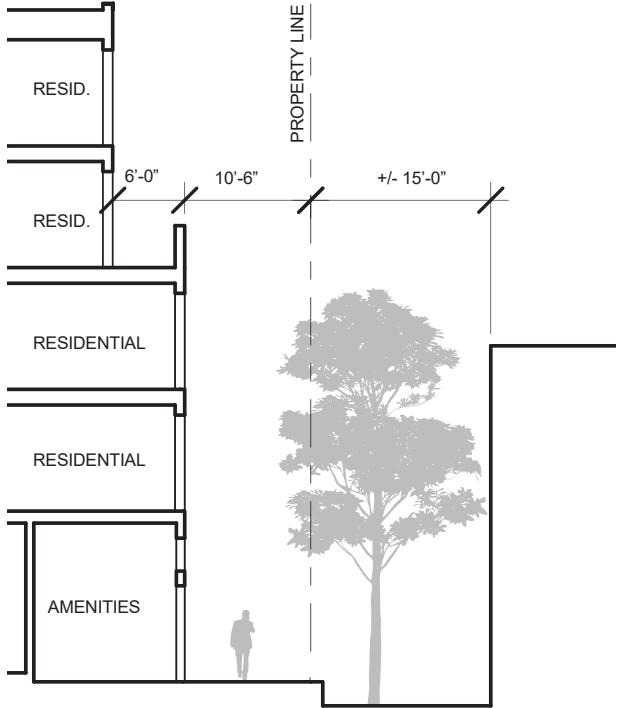 PROPERTY LINE
RESID.
6’-0”
10’-6”
+/- 15’-0”
RESID.
RESIDENTIAL
RESIDENTIAL
AMENITIES